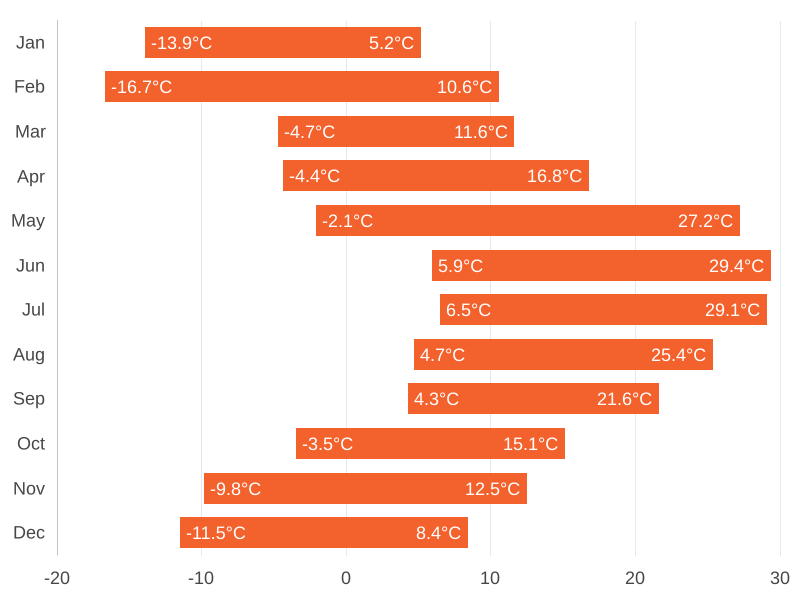 Jan -13.9°C 5.2°C
Feb -16.7°C 10.6°C
Mar -4.7°C 11.6°C
Apr -4.4°C 16.8°C
May -2.1°C 27.2°C
Jun 5.9°C 29.4°C
Jul 6.5°C 29.1°C
Aug 4.7°C 25.4°C
Sep 4.3°C 21.6°C
Oct -3.5°C 15.1°C
Nov -9.8°C 12.5°C
Dec -11.5°C 8.4°C
-20 -10 0 10 20 30